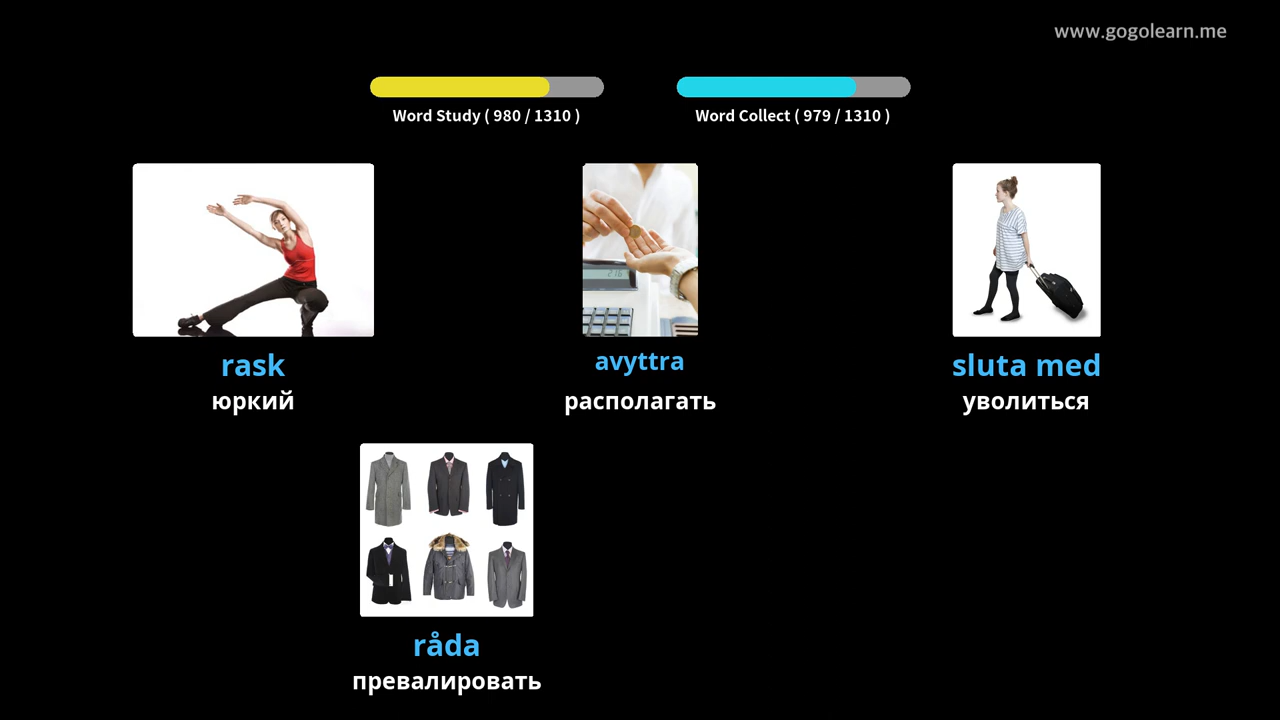 www.gogolearn.me
Word Study ( 980 / 1310 )
Word Collect ( 979 / 1310 )
rask
юркий
avyttra
располагать
sluta med
уволиться
råda
превалировать